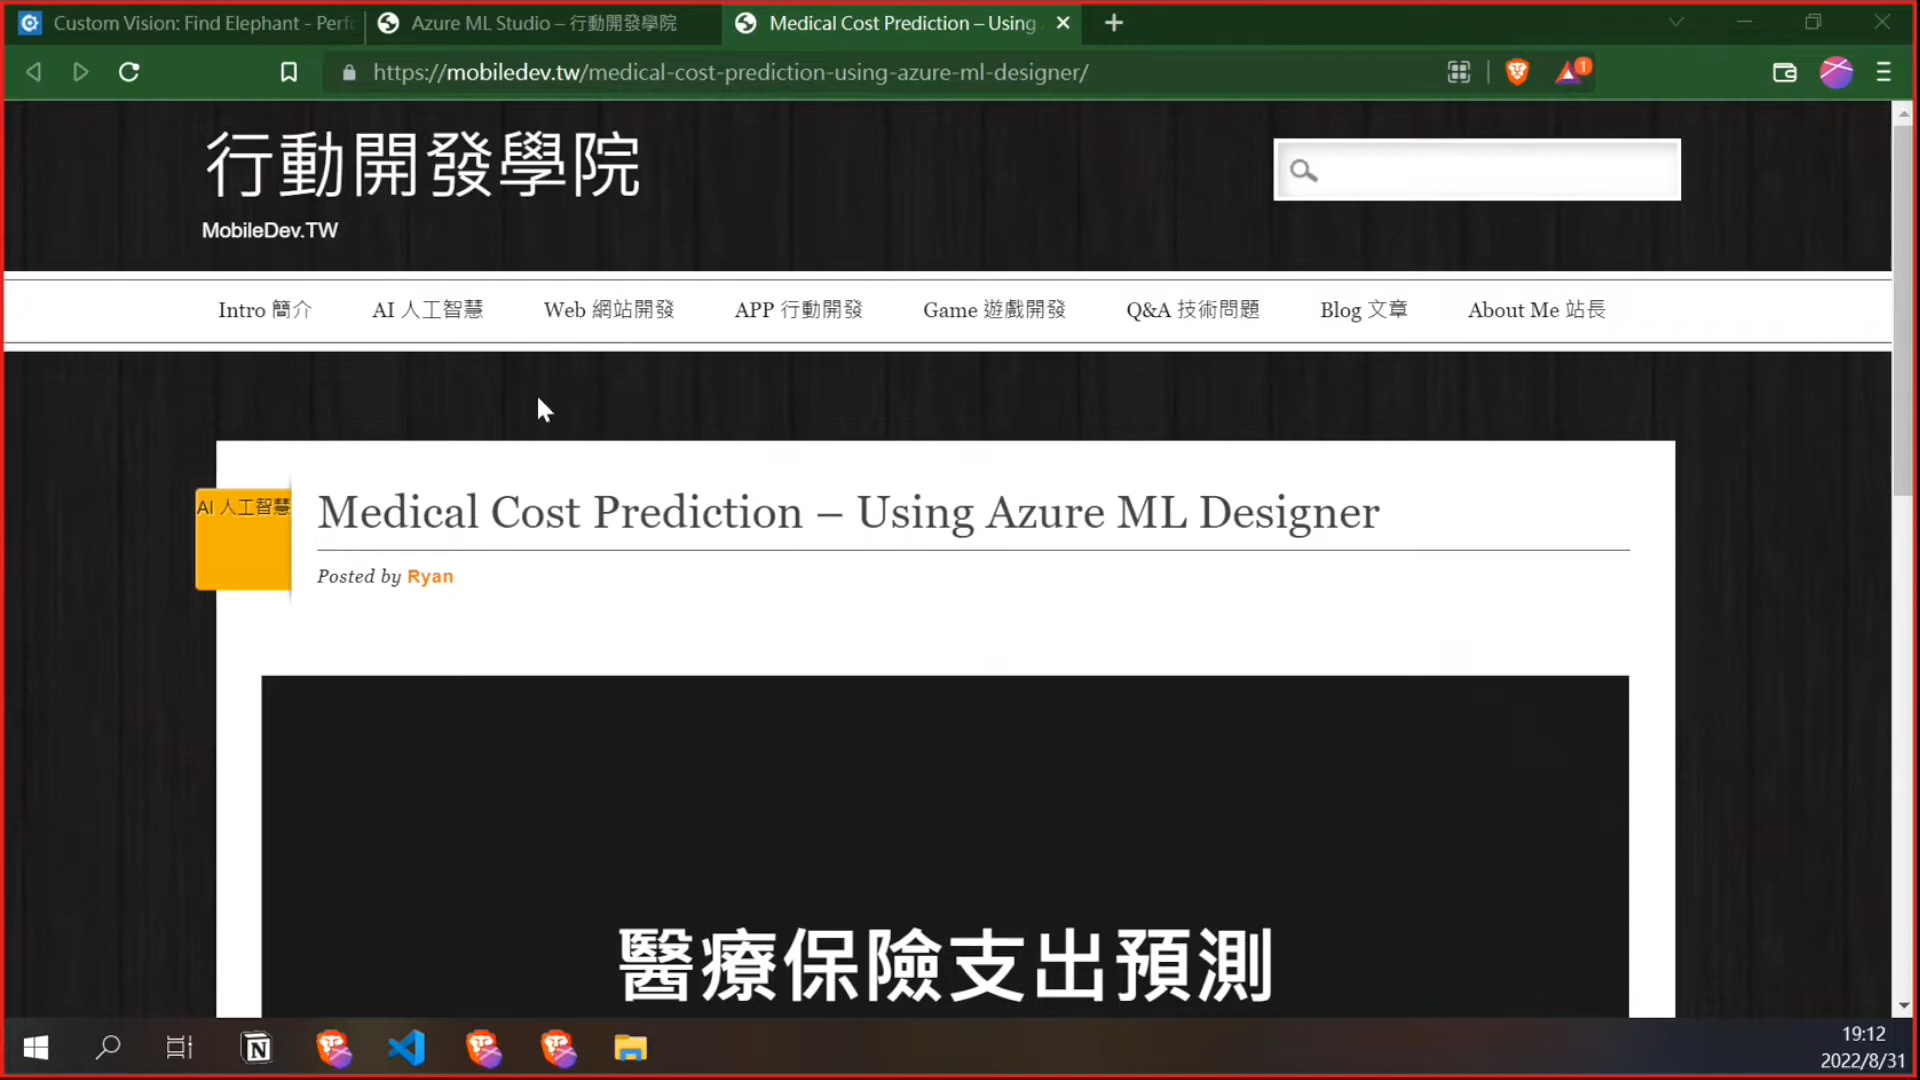 Custom Vision: Find Elephant - Perf
Azure ML Studio – 行動開發學院
Medical Cost Prediction – Using
https://mobiledev.tw/medical-cost-prediction-using-azure-ml-designer/
1
行動開發學院
MobileDev.TW
Intro 簡介
AI 人工智慧
Web 網站開發
APP 行動開發
Game 遊戲開發
Q&A 技術問題
Blog 文章
About Me 站長
AI 人工智慧
Medical Cost Prediction – Using Azure ML Designer
Posted by Ryan
醫療保險支出預測
19:12
2022/8/31